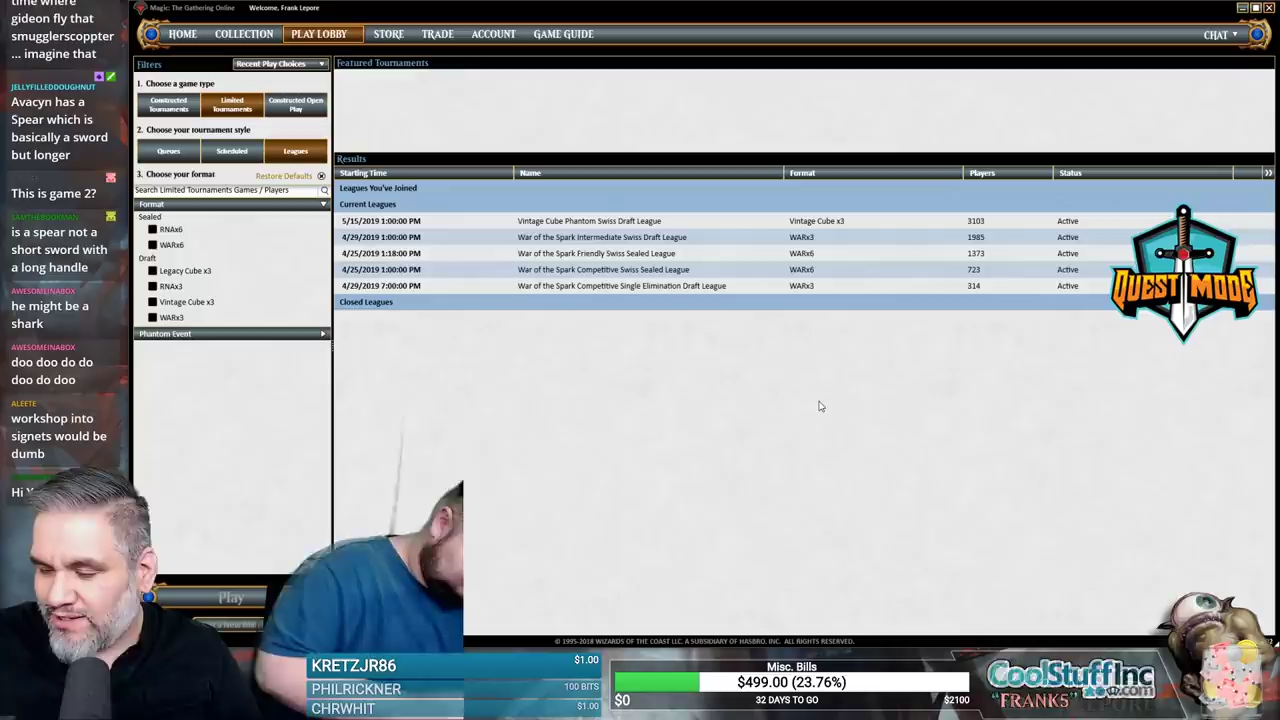 time where
gideon fly that
smugglerscoppter
... imagine that
JELLYFILLEDDOUGHNUT
Avacyn has a
Spear which is
basically a sword
but longer
This is game 2?
SAMTHEDOORMAN
is a spear not a
short sword with
a long handle
AWESOMEINABOX
he might be a
shark
AWESOMEINABOX
doo doo do do
doo do doo
ALEETE
workshop into
signets would be
dumb
Magic: The Gathering Online Welcome, Frank Lepore
HOME COLLECTION PLAY LOBBY STORE TRADE ACCOUNT GAME GUIDE CHAT
Filters Recent Play Choices
1. Choose a game type
Constructed Tournaments Limited Tournaments Constructed Open Play
2. Choose your tournament style
Queues Scheduled Leagues
3. Choose your format Restore Defaults
Search Limited Tournaments Games / Players
Format
Sealed
RNAx6
WARx6
Draft
Legacy Cube x3
RNAx3
Vintage Cube x3
WARx3
Phantom Event
Play
Featured Tournaments
Results
Starting Time Name Format Players Status
Leagues You've Joined
Current Leagues
5/15/2019 1:00:00 PM Vintage Cube Phantom Swiss Draft League Vintage Cube x3 3103 Active
4/29/2019 1:00:00 PM War of the Spark Intermediate Swiss Draft League WARx3 1985 Active
4/25/2019 1:18:00 PM War of the Spark Friendly Swiss Sealed League WARx6 1373 Active
4/25/2019 1:00:00 PM War of the Spark Competitive Swiss Sealed League WARx6 723 Active
4/29/2019 7:00:00 PM War of the Spark Competitive Single Elimination Draft League WARx3 314 Active
Closed Leagues
QUEST MODE
© 1995-2018 WIZARDS OF THE COAST LLC. A SUBSIDIARY OF HASBRO, INC. ALL RIGHTS RESERVED.
KRETZJR86 $1.00
PHILRICKNER 100 BITS
CHRWHIT $1.00
Misc. Bills
$499.00 (23.76%)
$0 32 DAYS TO GO $2100
CoolStuffInc
.com
"FRANKS"